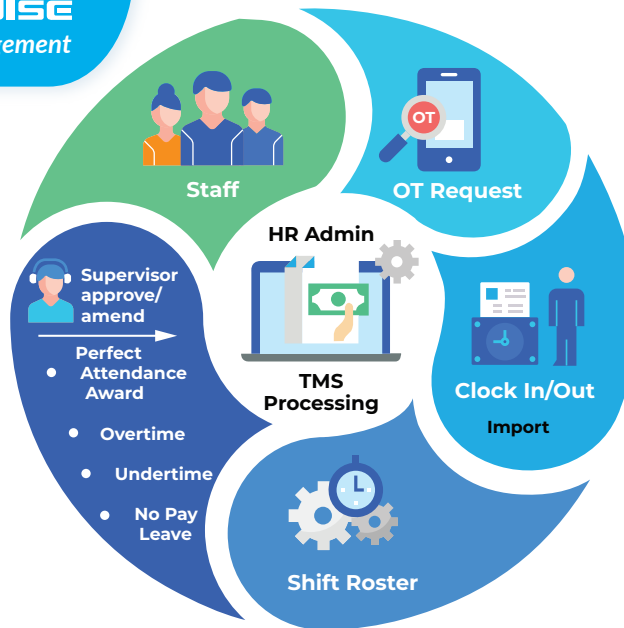 Staff
OT
OT Request
HR Admin
TMS
Processing
Clock In/Out
Import
Shift Roster
Supervisor
approve/
amend
Perfect
Attendance
Award
Overtime
Undertime
No Pay
Leave